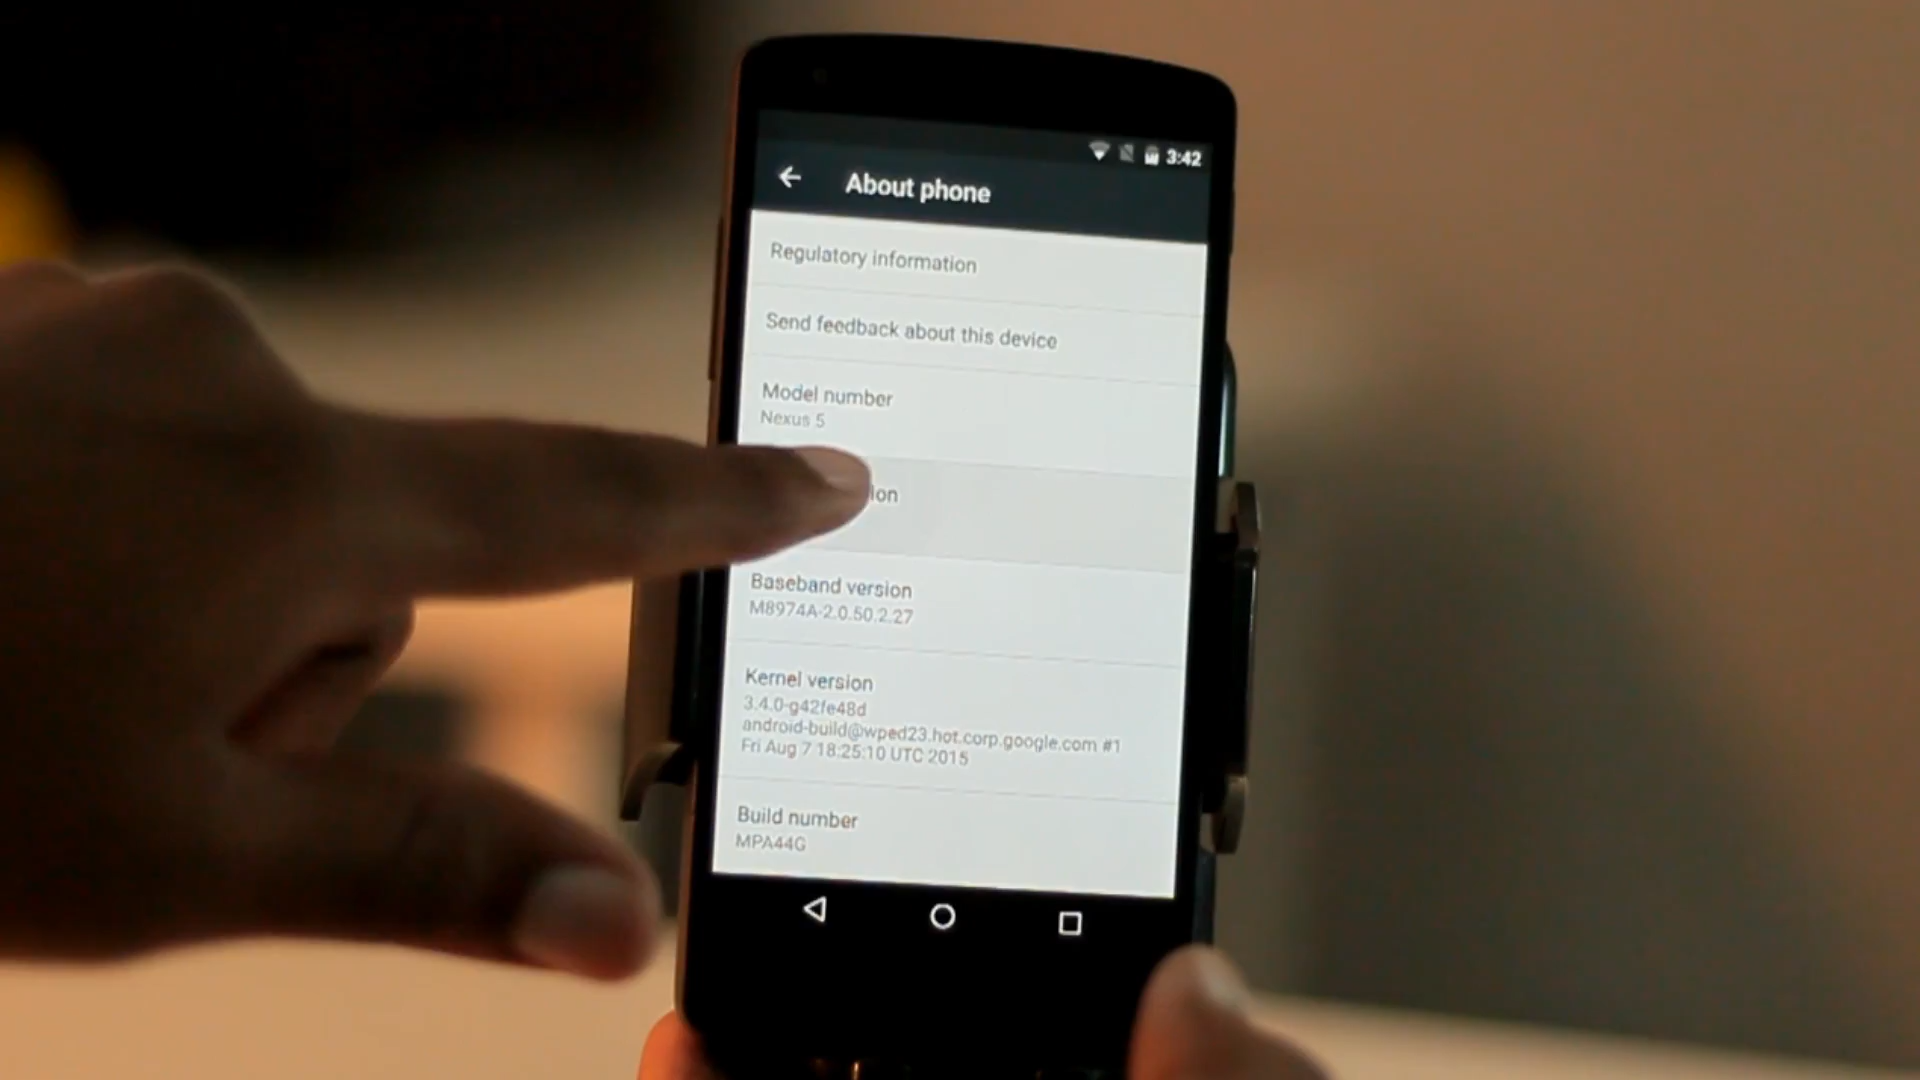 3:42
About phone
Regulatory information
Send feedback about this device
Model number
Nexus 5
ion
Baseband version
M8974A-2.0.50.2.27
Kernel version
3.4.0-g42fe48d
android-build@wped23.hot.corp.google.com #1
Fri Aug 7 18:25:10 UTC 2015
Build number
MPA44G